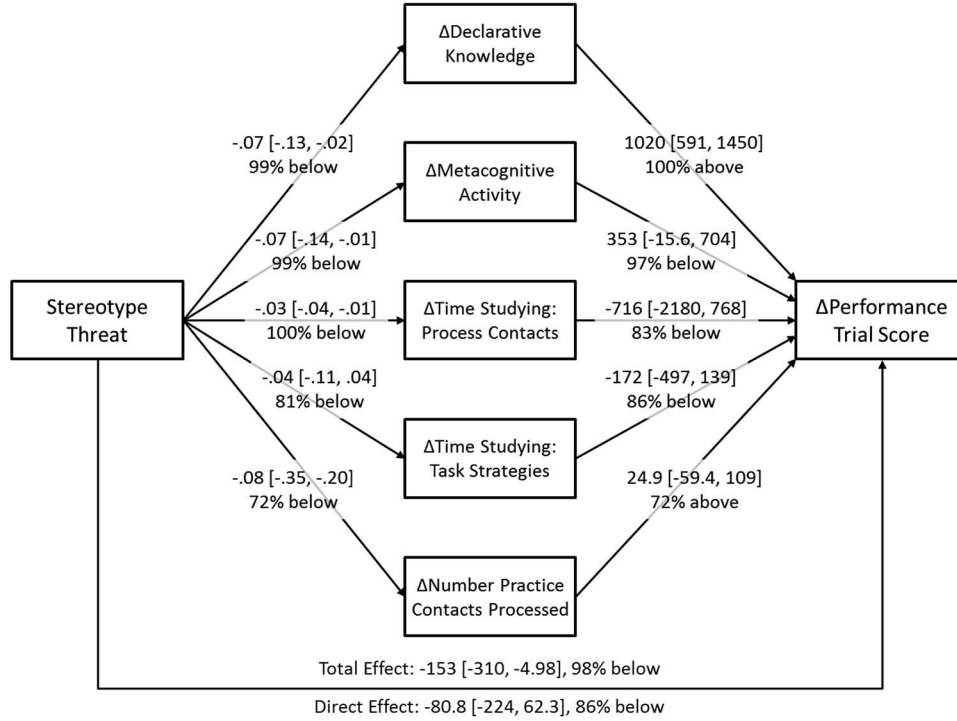 ΔDeclarative
Knowledge
-.07 [-.13, -.02]
99% below
1020 [591, 1450]
100% above
ΔMetacognitive
Activity
-.07 [-.14, -.01]
99% below
353 [-15.6, 704]
97% below
Stereotype
Threat
-.03 [-.04, -.01]
100% below
ΔTime Studying:
Process Contacts
-716 [-2180, 768]
83% below
ΔPerformance
Trial Score
-.04 [-.11, .04]
81% below
-172 [-497, 139]
86% below
ΔTime Studying:
Task Strategies
-.08 [-.35, -.20]
72% below
24.9 [-59.4, 109]
72% above
ΔNumber Practice
Contacts Processed
Total Effect: -153 [-310, -4.98], 98% below
Direct Effect: -80.8 [-224, 62.3], 86% below